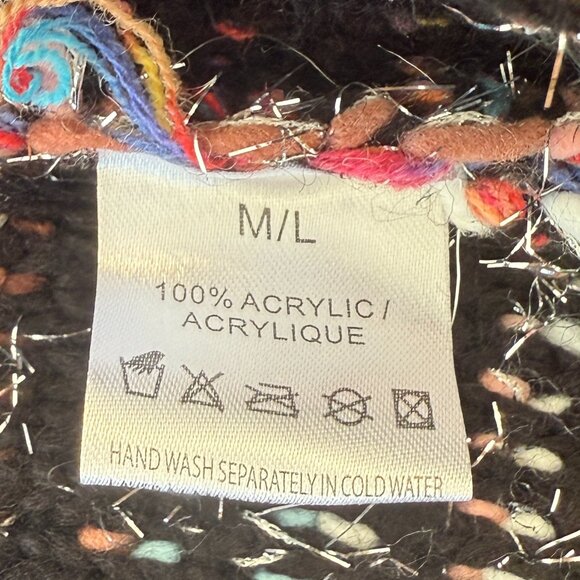 M/L
100% ACRYLIC /
ACRYLIQUE
HAND WASH SEPARATELY IN COLD WATER